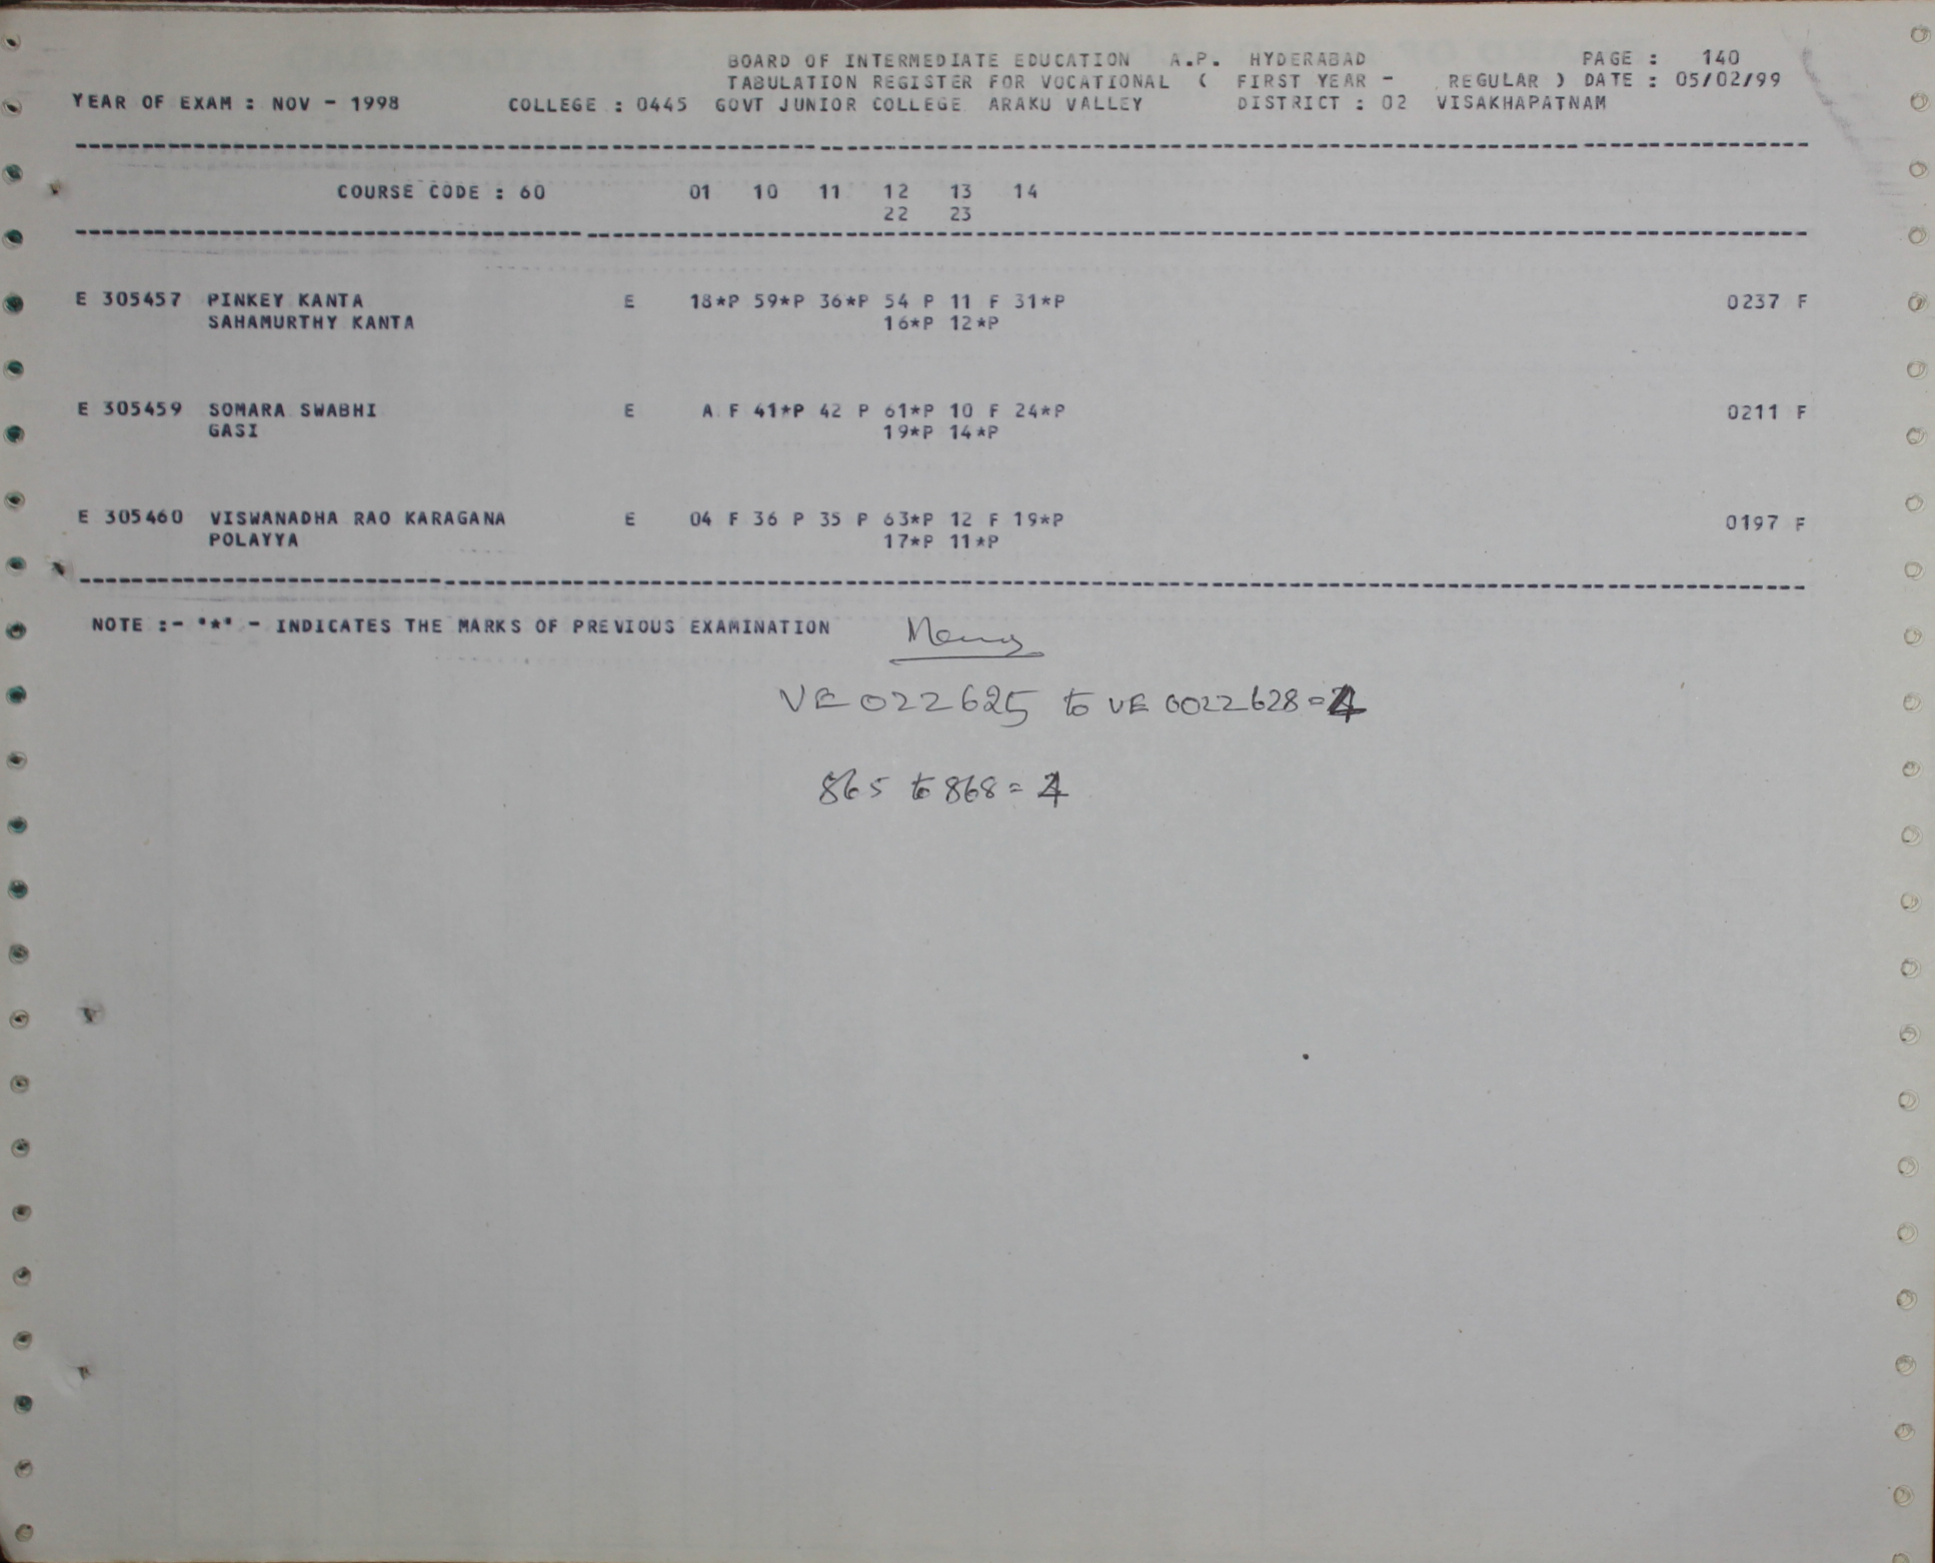 BOARD OF INTERMEDIATE EDUCATION A.P. HYDERABAD PAGE : 140
TABULATION REGISTER FOR VOCATIONAL ( FIRST YEAR - REGULAR ) DATE : 05/02/99
YEAR OF EXAM : NOV - 1998 COLLEGE : 0445 GOVT JUNIOR COLLEGE ARAKU VALLEY DISTRICT : 02 VISAKHAPATNAM
COURSE CODE : 60 01 10 11 12 13 14
22 23
E 305457 PINKEY KANTA E 18*P 59*P 36*P 54 P 11 F 31*P 0237 F
SAHAMURTHY KANTA 16*P 12*P
E 305459 SOMARA SWABHI E A F 41*P 42 P 61*P 10 F 24*P 0211 F
GASI 19*P 14*P
E 305460 VISWANADHA RAO KARAGANA E 04 F 36 P 35 P 63*P 12 F 19*P 0197 F
POLAYYA 17*P 11*P
NOTE :- "*" - INDICATES THE MARKS OF PREVIOUS EXAMINATION
VE 022625 to VE 0022628 = 4
865 to 868 = 4